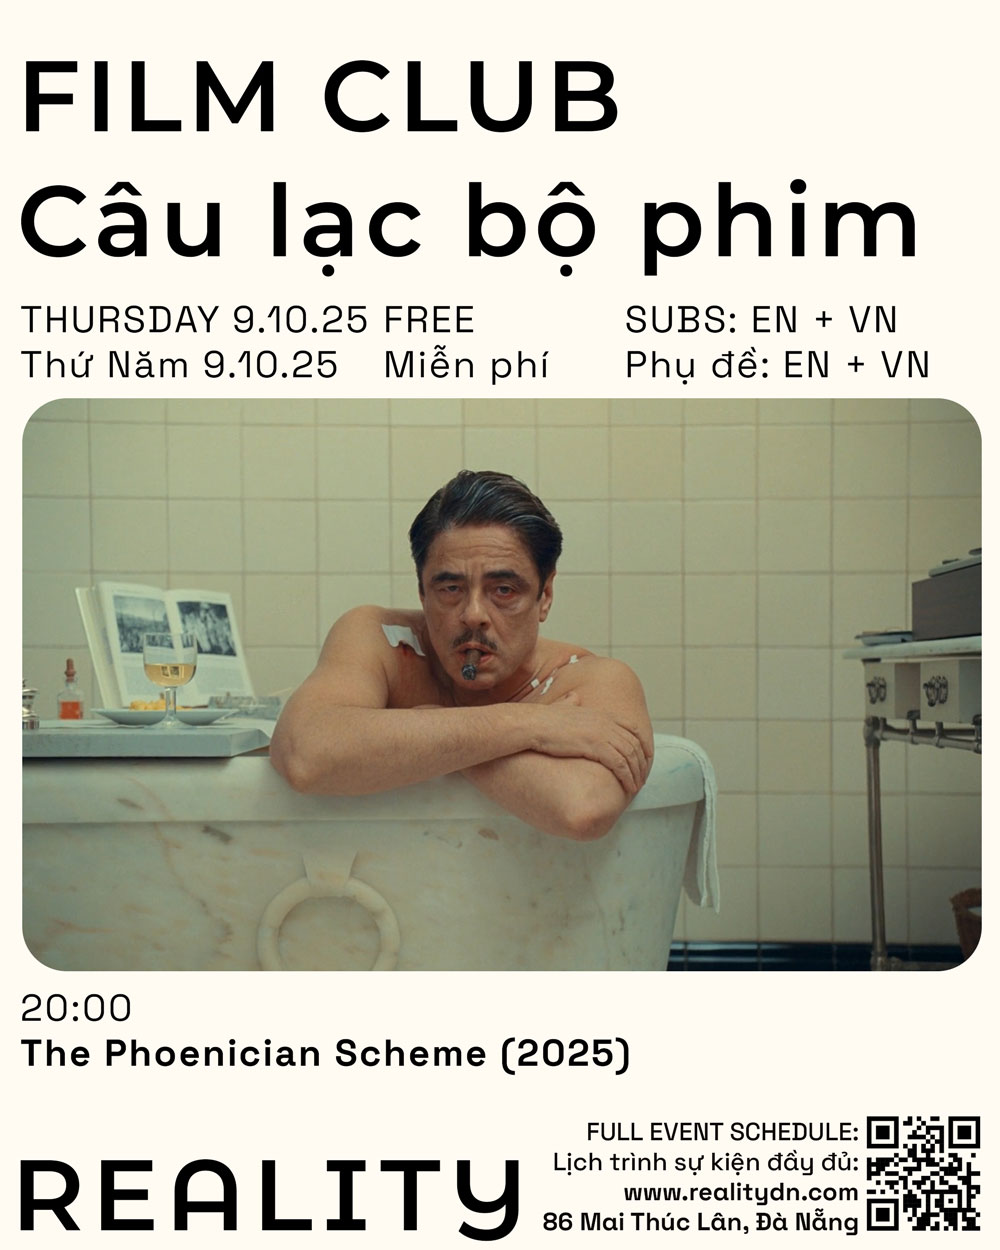 FILM CLUB
Câu lạc bộ phim
THURSDAY 9.10.25 FREE SUBS: EN + VN
Thứ Năm 9.10.25 Miễn phí Phụ đề: EN + VN
20:00
The Phoenician Scheme (2025)
FULL EVENT SCHEDULE:
Lịch trình sự kiện đầy đủ:
www.realitydn.com
86 Mai Thúc Lân, Đà Nẵng
REALITY